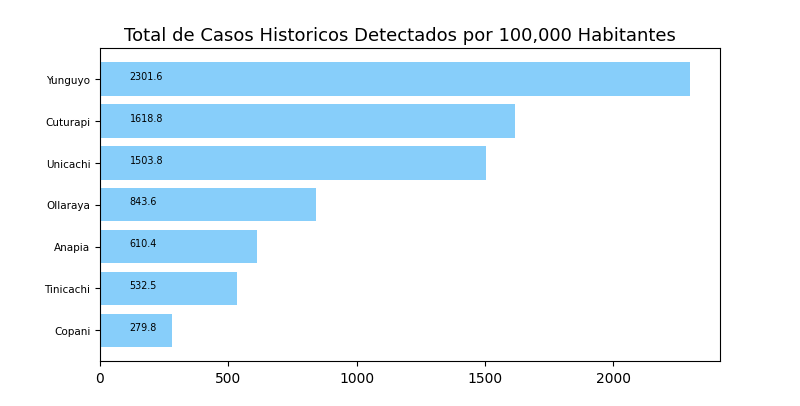 Total de Casos Historicos Detectados por 100,000 Habitantes
Yunguyo 2301.6
Cuturapi 1618.8
Unicachi 1503.8
Ollaraya 843.6
Anapia 610.4
Tinicachi 532.5
Copani 279.8
0 500 1000 1500 2000